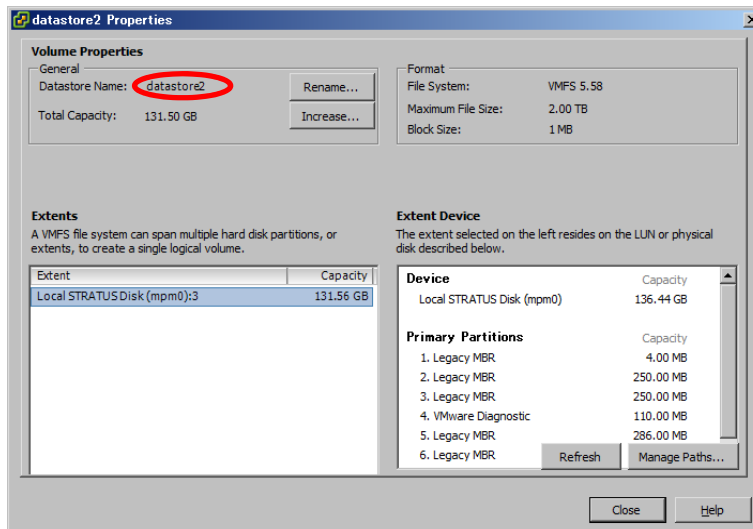 datastore2 Properties
Volume Properties
General
Datastore Name: datastore2
Rename...
Total Capacity: 131.50 GB
Increase...
Format
File System: VMFS 5.58
Maximum File Size: 2.00 TB
Block Size: 1 MB
Extents
A VMFS file system can span multiple hard disk partitions, or
extents, to create a single logical volume.
Extent Capacity
Local STRATUS Disk (mpm0):3 131.56 GB
Extent Device
The extent selected on the left resides on the LUN or physical
disk described below.
Device Capacity
Local STRATUS Disk (mpm0) 136.44 GB
Primary Partitions Capacity
1. Legacy MBR 4.00 MB
2. Legacy MBR 250.00 MB
3. Legacy MBR 250.00 MB
4. VMware Diagnostic 110.00 MB
5. Legacy MBR 286.00 MB
6. Legacy MBR
Refresh
Manage Paths...
Close
Help